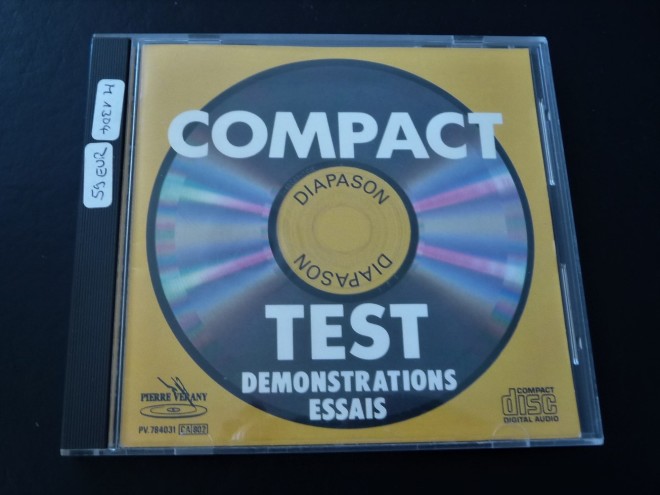 COMPACT
DIAPASON
DIAPASON
TEST
DEMONSTRATIONS
ESSAIS
PIERRE VERANY
PV.784031 CA 802
COMPACT
disc
DIGITAL AUDIO
M 1304
59 EUR